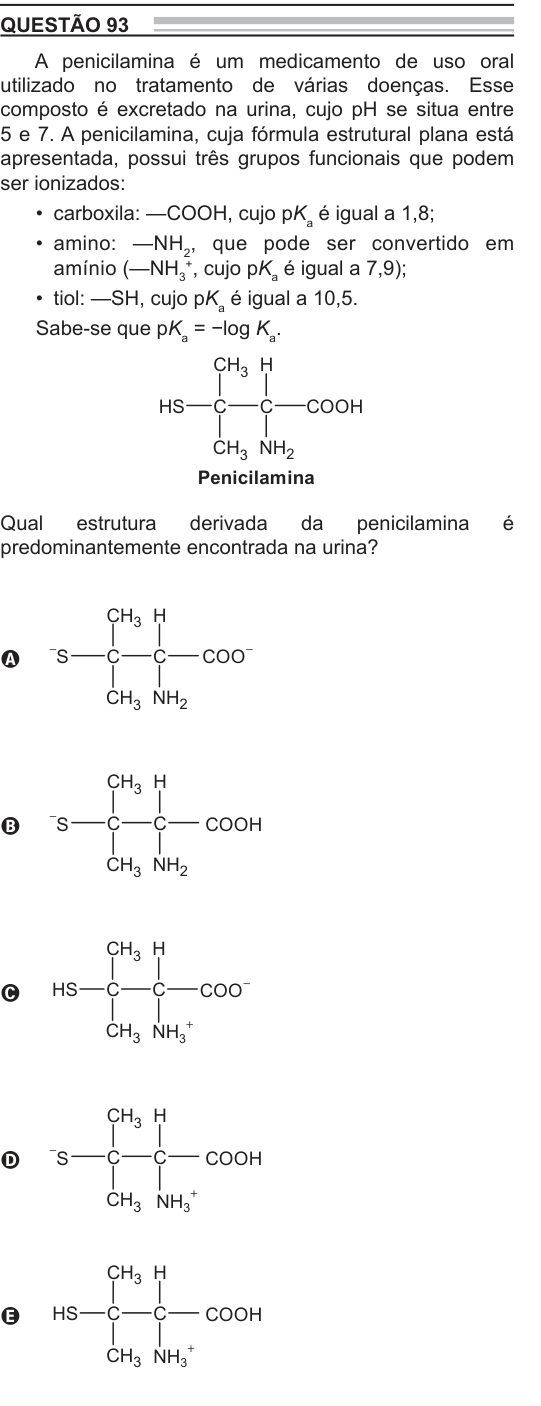 QUESTÃO 93
A penicilamina é um medicamento de uso oral
utilizado no tratamento de várias doenças. Esse
composto é excretado na urina, cujo pH se situa entre
5 e 7. A penicilamina, cuja fórmula estrutural plana está
apresentada, possui três grupos funcionais que podem
ser ionizados:
• carboxila: —COOH, cujo pKₐ é igual a 1,8;
• amino: —NH₂, que pode ser convertido em
amínio (—NH₃⁺, cujo pKₐ é igual a 7,9);
• tiol: —SH, cujo pKₐ é igual a 10,5.
Sabe-se que pKₐ = −log Kₐ.
CH₃ H
HS—C—C—COOH
CH₃ NH₂
Penicilamina
Qual estrutura derivada da penicilamina é
predominantemente encontrada na urina?
CH₃ H
A ⁻S—C—C—COO⁻
CH₃ NH₂
CH₃ H
B ⁻S—C—C—COOH
CH₃ NH₂
CH₃ H
C HS—C—C—COO⁻
CH₃ NH₃⁺
CH₃ H
D ⁻S—C—C—COOH
CH₃ NH₃⁺
CH₃ H
E HS—C—C—COOH
CH₃ NH₃⁺